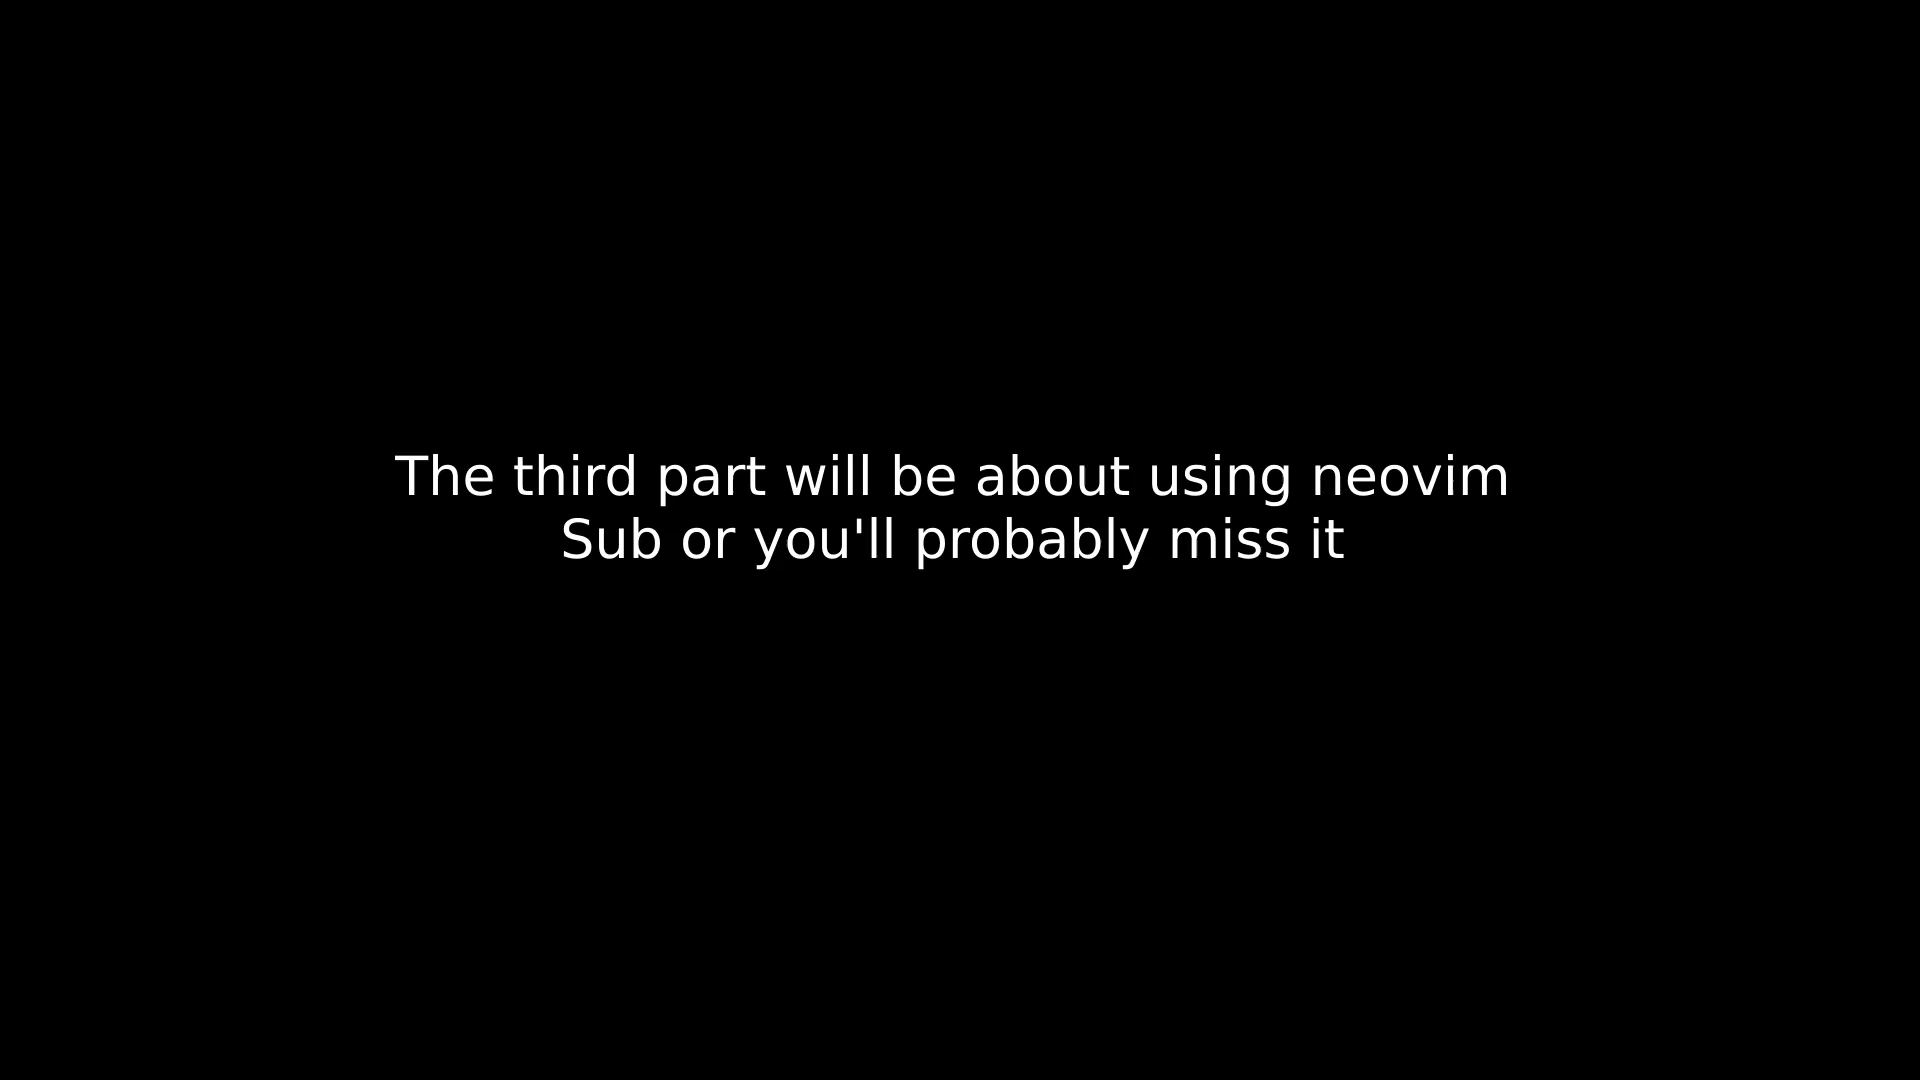 The third part will be about using neovim
Sub or you'll probably miss it